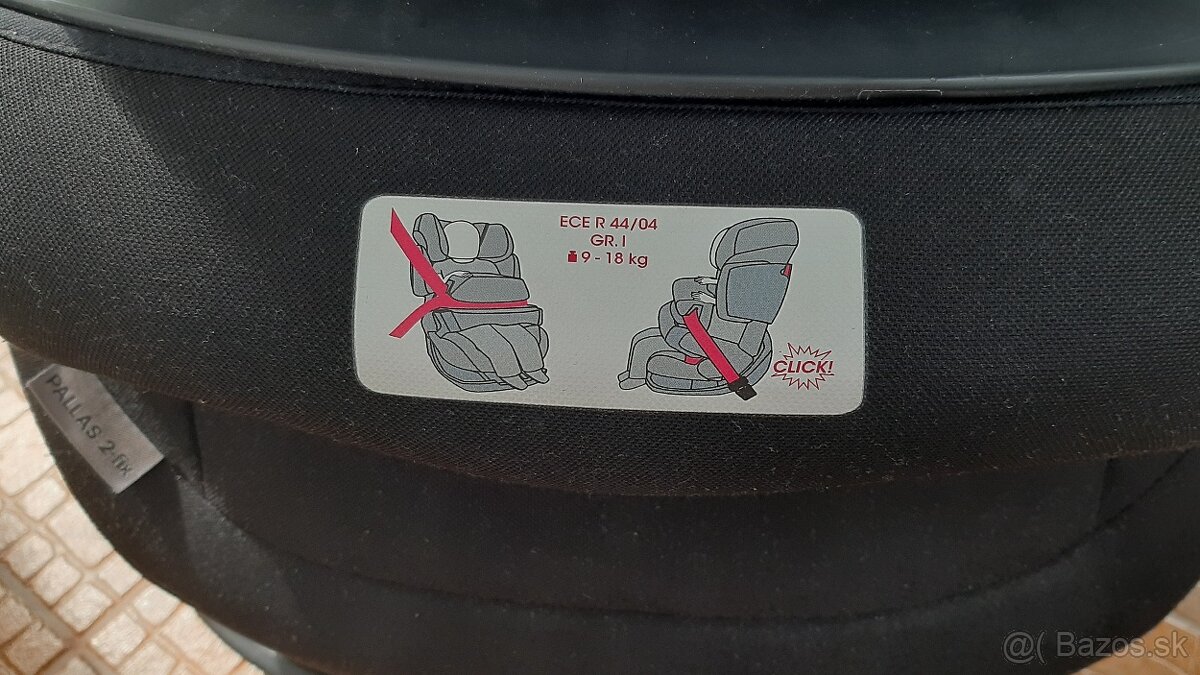 ECE R 44/04
GR. I
9 - 18 kg
CLICK!
PALLAS 2-fix
@( Bazos.sk